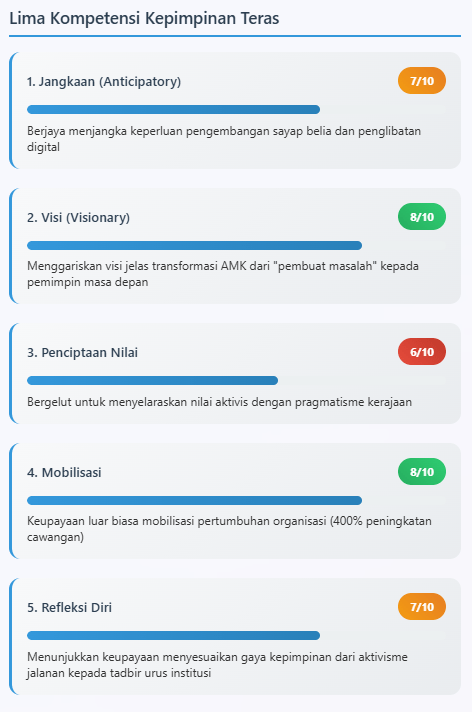 Lima Kompetensi Kepimpinan Teras
1. Jangkaan (Anticipatory)
7/10
Berjaya menjangka keperluan pengembangan sayap belia dan penglibatan
digital
2. Visi (Visionary)
8/10
Menggariskan visi jelas transformasi AMK dari "pembuat masalah" kepada
pemimpin masa depan
3. Penciptaan Nilai
6/10
Bergelut untuk menyelaraskan nilai aktivis dengan pragmatisme kerajaan
4. Mobilisasi
8/10
Keupayaan luar biasa mobilisasi pertumbuhan organisasi (400% peningkatan
cawangan)
5. Refleksi Diri
7/10
Menunjukkan keupayaan menyesuaikan gaya kepimpinan dari aktivisme
jalanan kepada tadbir urus institusi